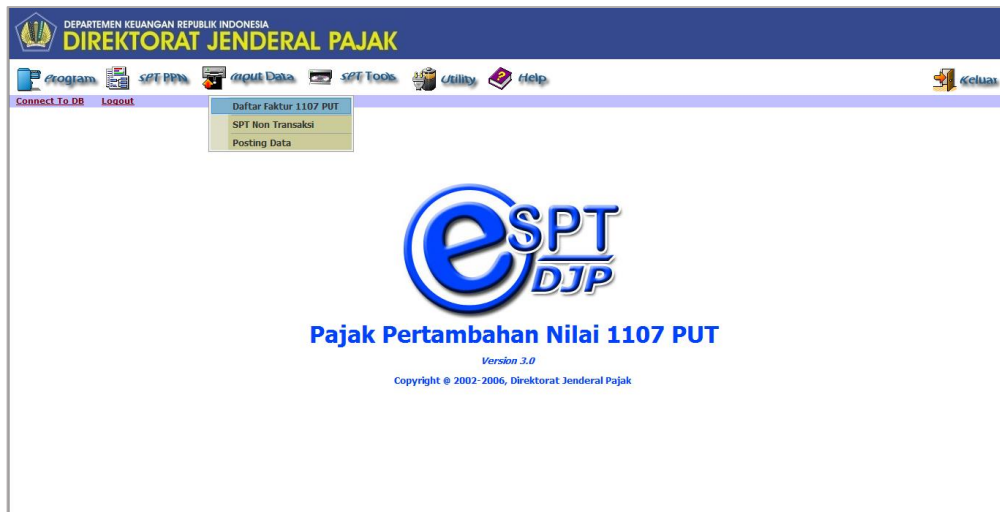 DEPARTEMEN KEUANGAN REPUBLIK INDONESIA
DIREKTORAT JENDERAL PAJAK
Program SPT PPN Input Data SPT Tools Utility Help Keluar
Connect To DB Logout
Daftar Faktur 1107 PUT
SPT Non Transaksi
Posting Data
eSPT
DJP
Pajak Pertambahan Nilai 1107 PUT
Version 3.0
Copyright @ 2002-2006, Direktorat Jenderal Pajak